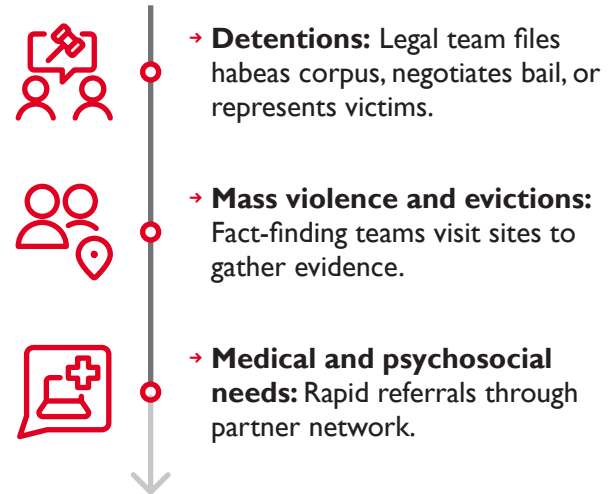 → Detentions: Legal team files
habeas corpus, negotiates bail, or
represents victims.
→ Mass violence and evictions:
Fact-finding teams visit sites to
gather evidence.
→ Medical and psychosocial
needs: Rapid referrals through
partner network.